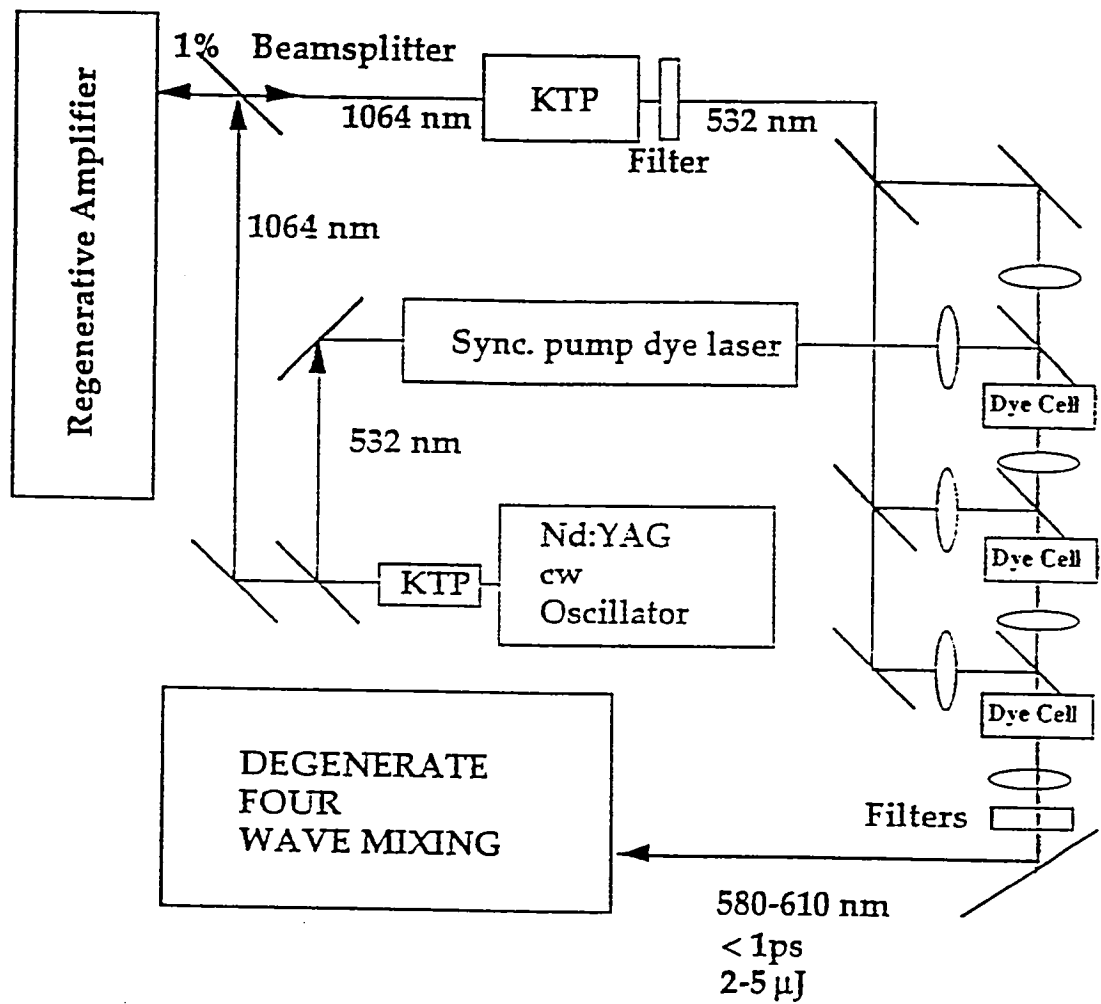 Regenerative Amplifier
1% Beamsplitter
1064 nm
KTP
Filter
532 nm
1064 nm
Sync. pump dye laser
532 nm
Dye Cell
Nd:YAG
cw
Oscillator
KTP
Dye Cell
Dye Cell
DEGENERATE
FOUR
WAVE MIXING
Filters
580-610 nm
< 1ps
2-5 µJ